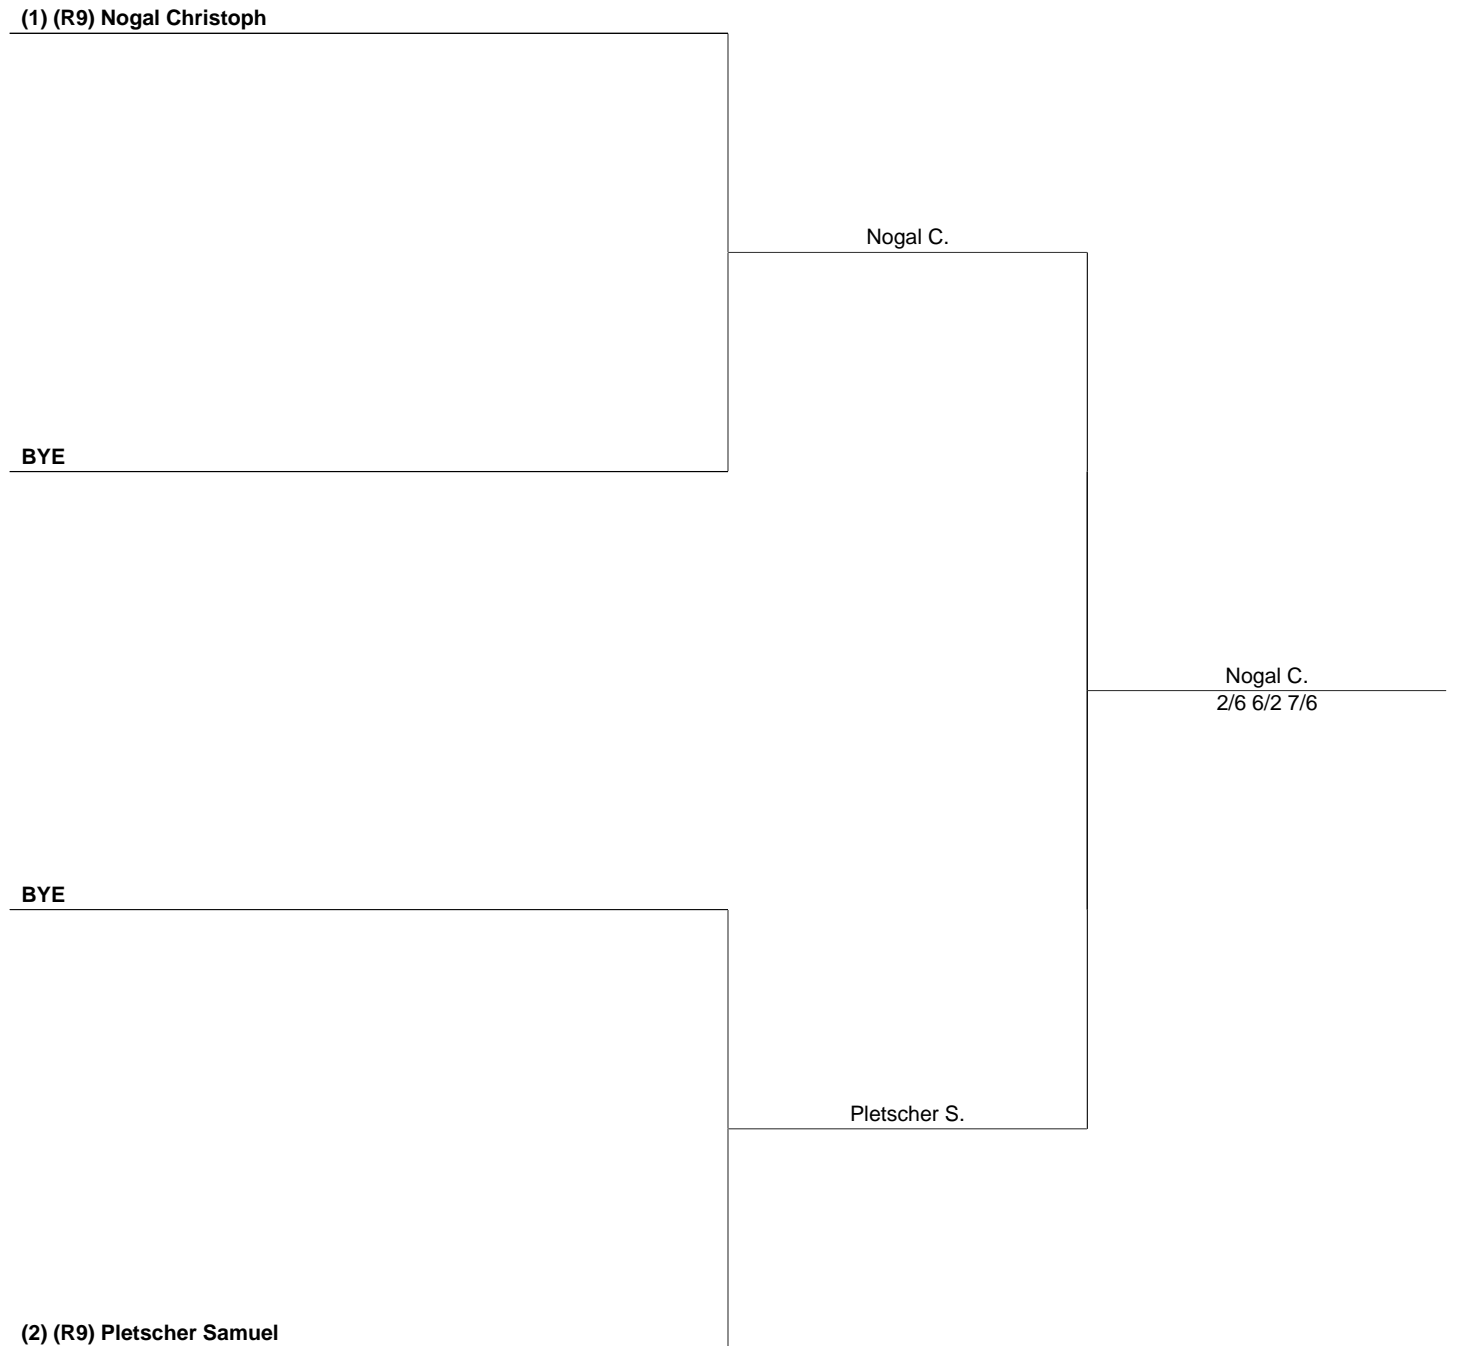 (1) (R9) Nogal Christoph
Nogal C.
BYE
Nogal C.
2/6 6/2 7/6
BYE
Pletscher S.
(2) (R9) Pletscher Samuel